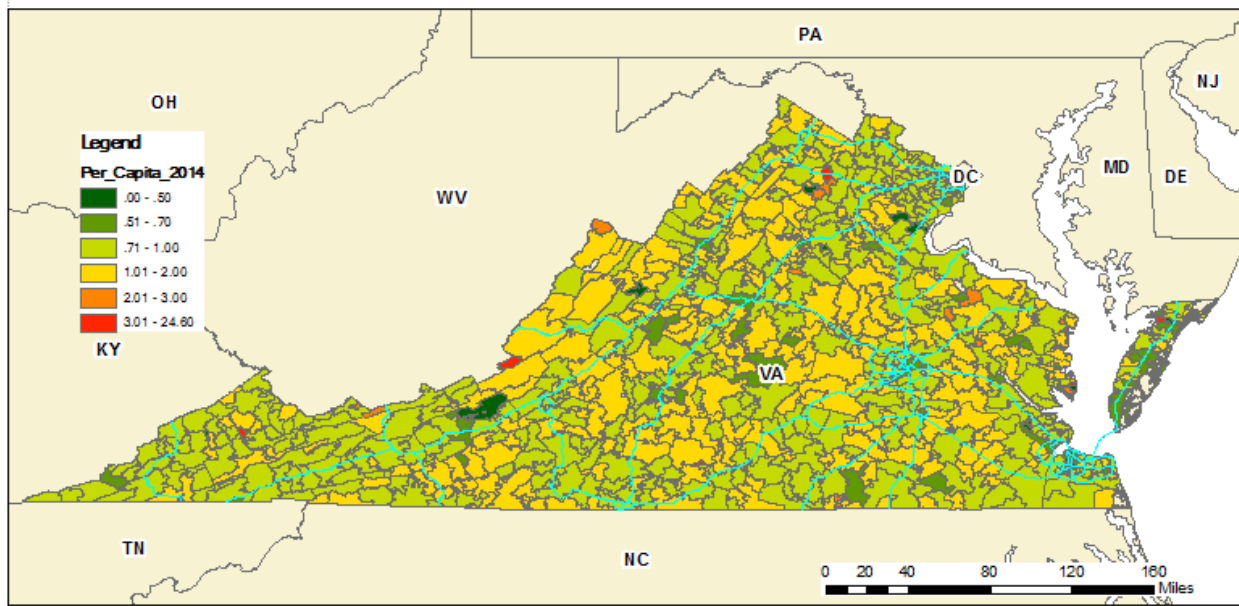 PA
NJ
OH
Legend
Per_Capita_2014
.00 - .50
.51 - .70
.71 - 1.00
1.01 - 2.00
2.01 - 3.00
3.01 - 24.60
WV
DC
MD
DE
KY
VA
TN
NC
0 20 40 80 120 160
Miles